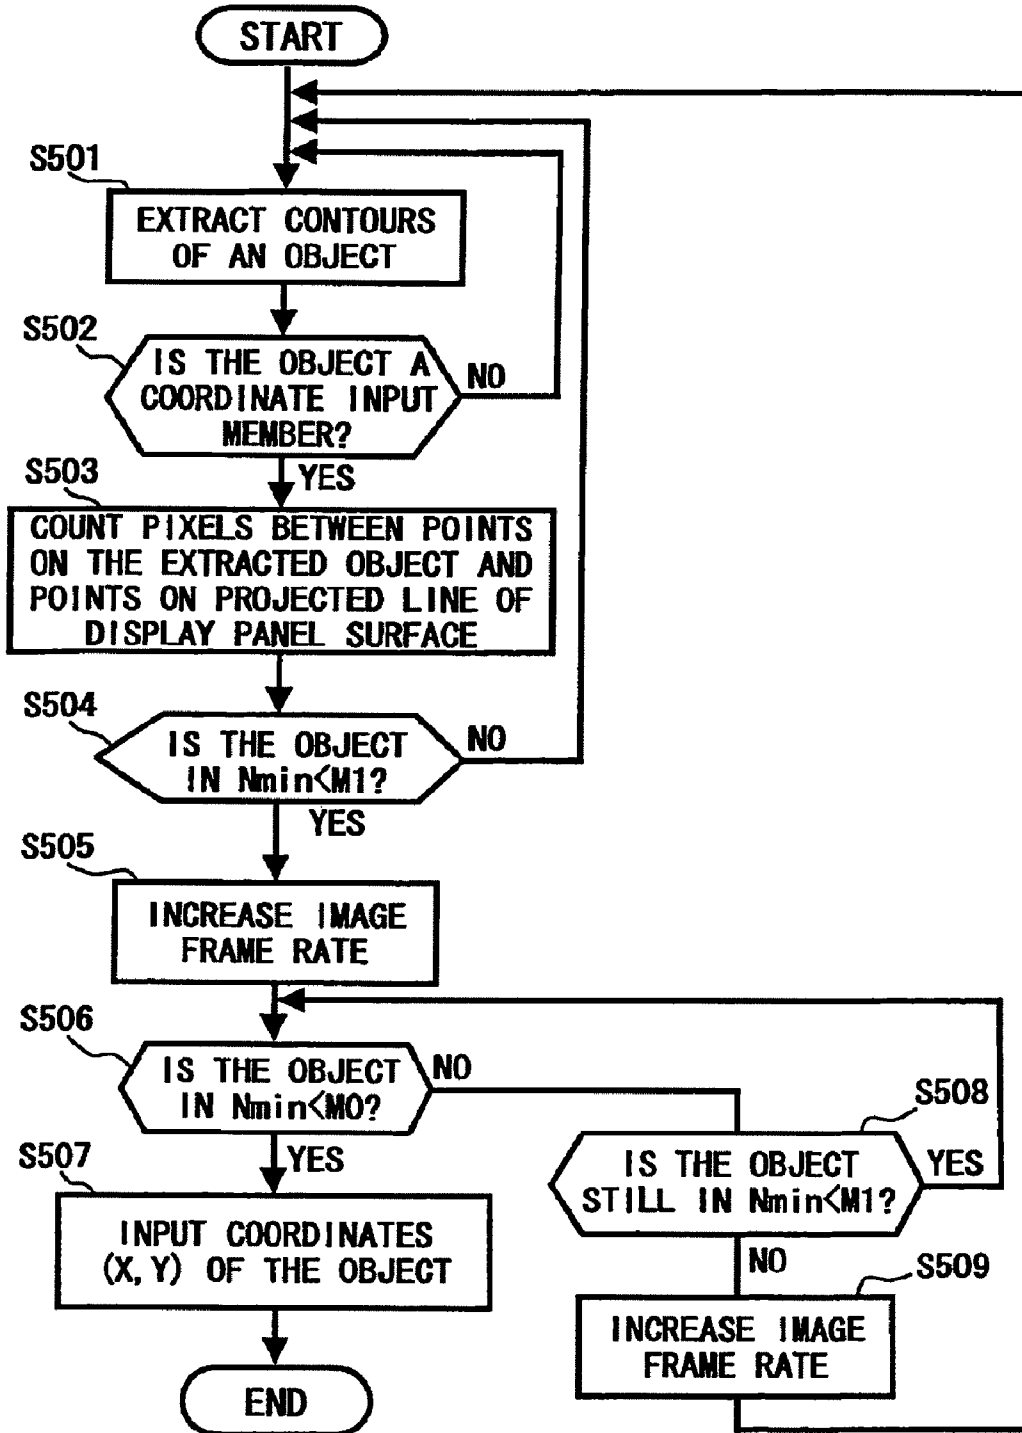 START
S501
EXTRACT CONTOURS
OF AN OBJECT
S502
IS THE OBJECT A
COORDINATE INPUT
MEMBER?
NO
YES
S503
COUNT PIXELS BETWEEN POINTS
ON THE EXTRACTED OBJECT AND
POINTS ON PROJECTED LINE OF
DISPLAY PANEL SURFACE
S504
IS THE OBJECT
IN Nmin<M1?
NO
YES
S505
INCREASE IMAGE
FRAME RATE
S506
IS THE OBJECT
IN Nmin<M0?
NO
YES
S507
INPUT COORDINATES
(X, Y) OF THE OBJECT
END
S508
IS THE OBJECT
STILL IN Nmin<M1?
YES
NO
S509
INCREASE IMAGE
FRAME RATE